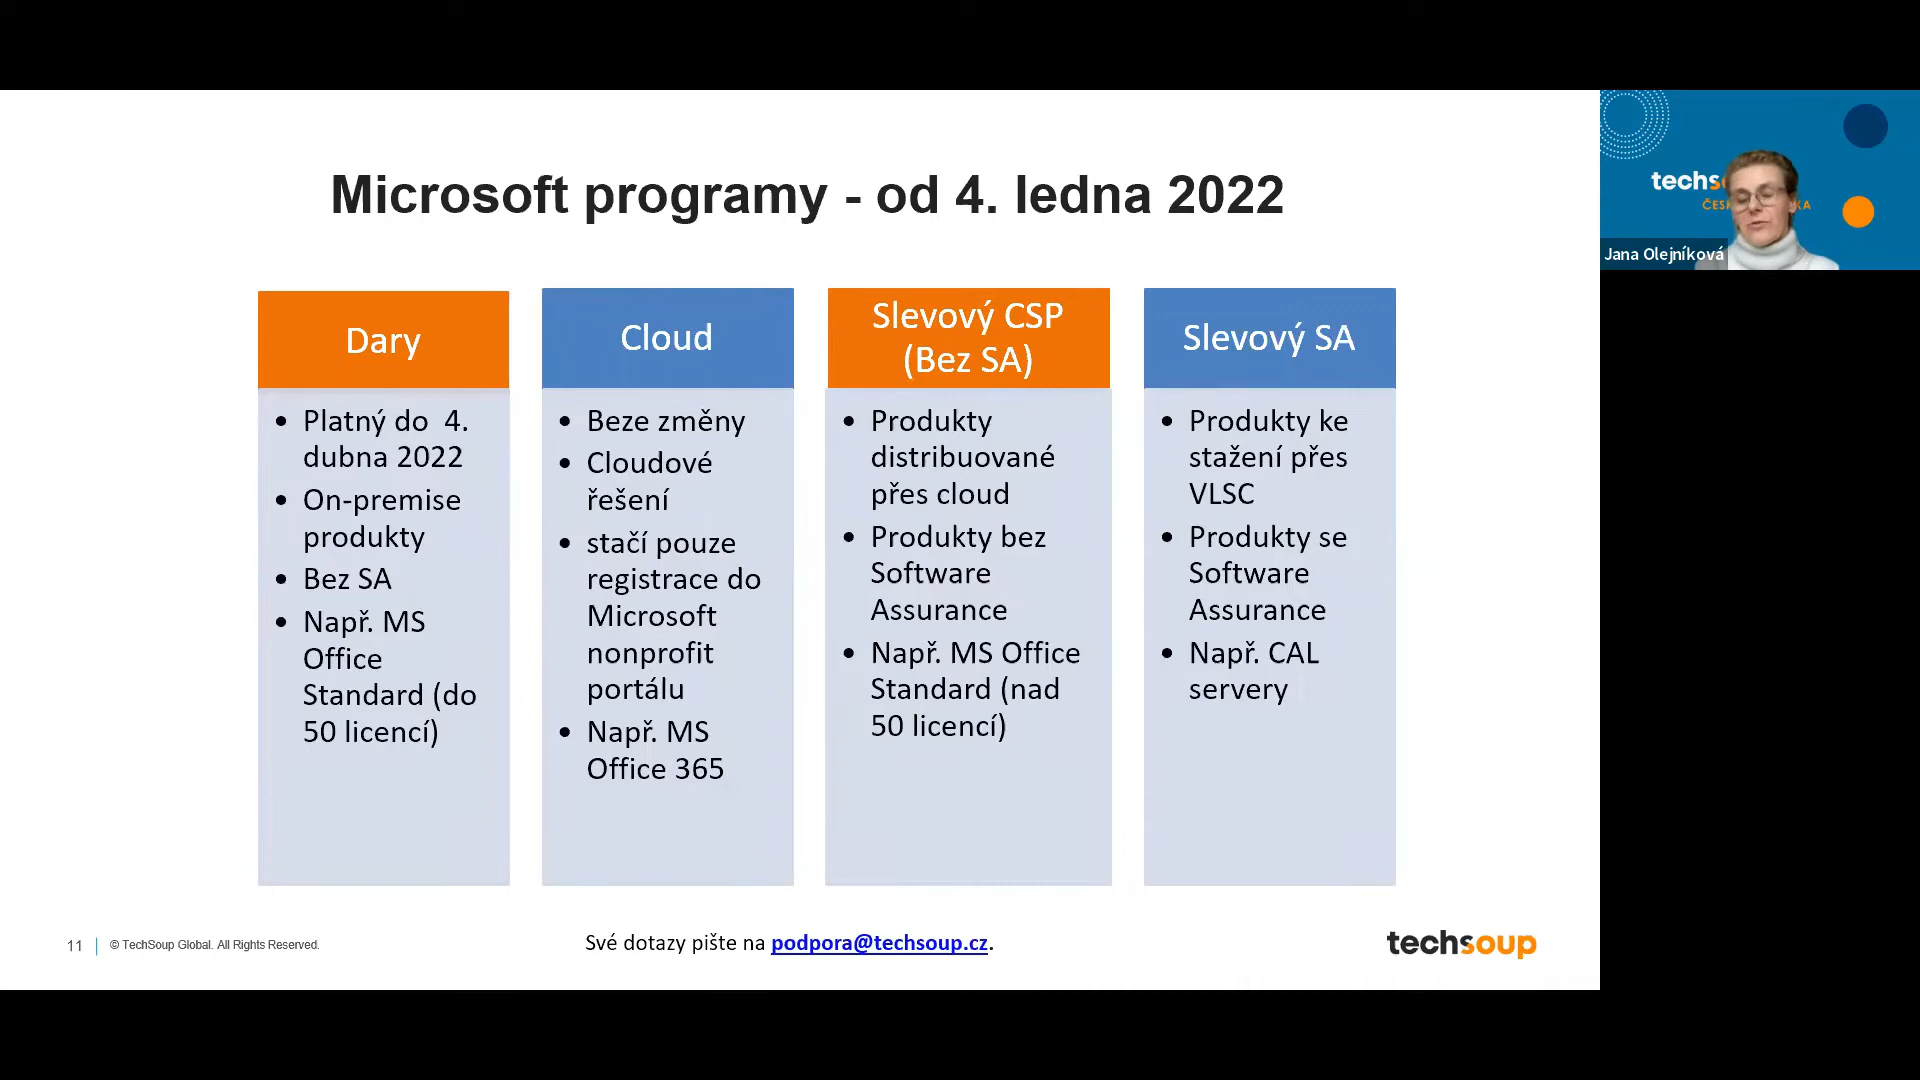 Microsoft programy - od 4. ledna 2022
Dary
Platný do 4.
dubna 2022
On-premise
produkty
Bez SA
Např. MS
Office
Standard (do
50 licencí)
Cloud
Beze změny
Cloudové
řešení
stačí pouze
registrace do
Microsoft
nonprofit
portálu
Např. MS
Office 365
Slevový CSP
(Bez SA)
Produkty
distribuované
přes cloud
Produkty bez
Software
Assurance
Např. MS Office
Standard (nad
50 licencí)
Slevový SA
Produkty ke
stažení přes
VLSC
Produkty se
Software
Assurance
Např. CAL
servery
11
© TechSoup Global. All Rights Reserved.
Své dotazy pište na podpora@techsoup.cz.
techsoup
Jana Olejníková